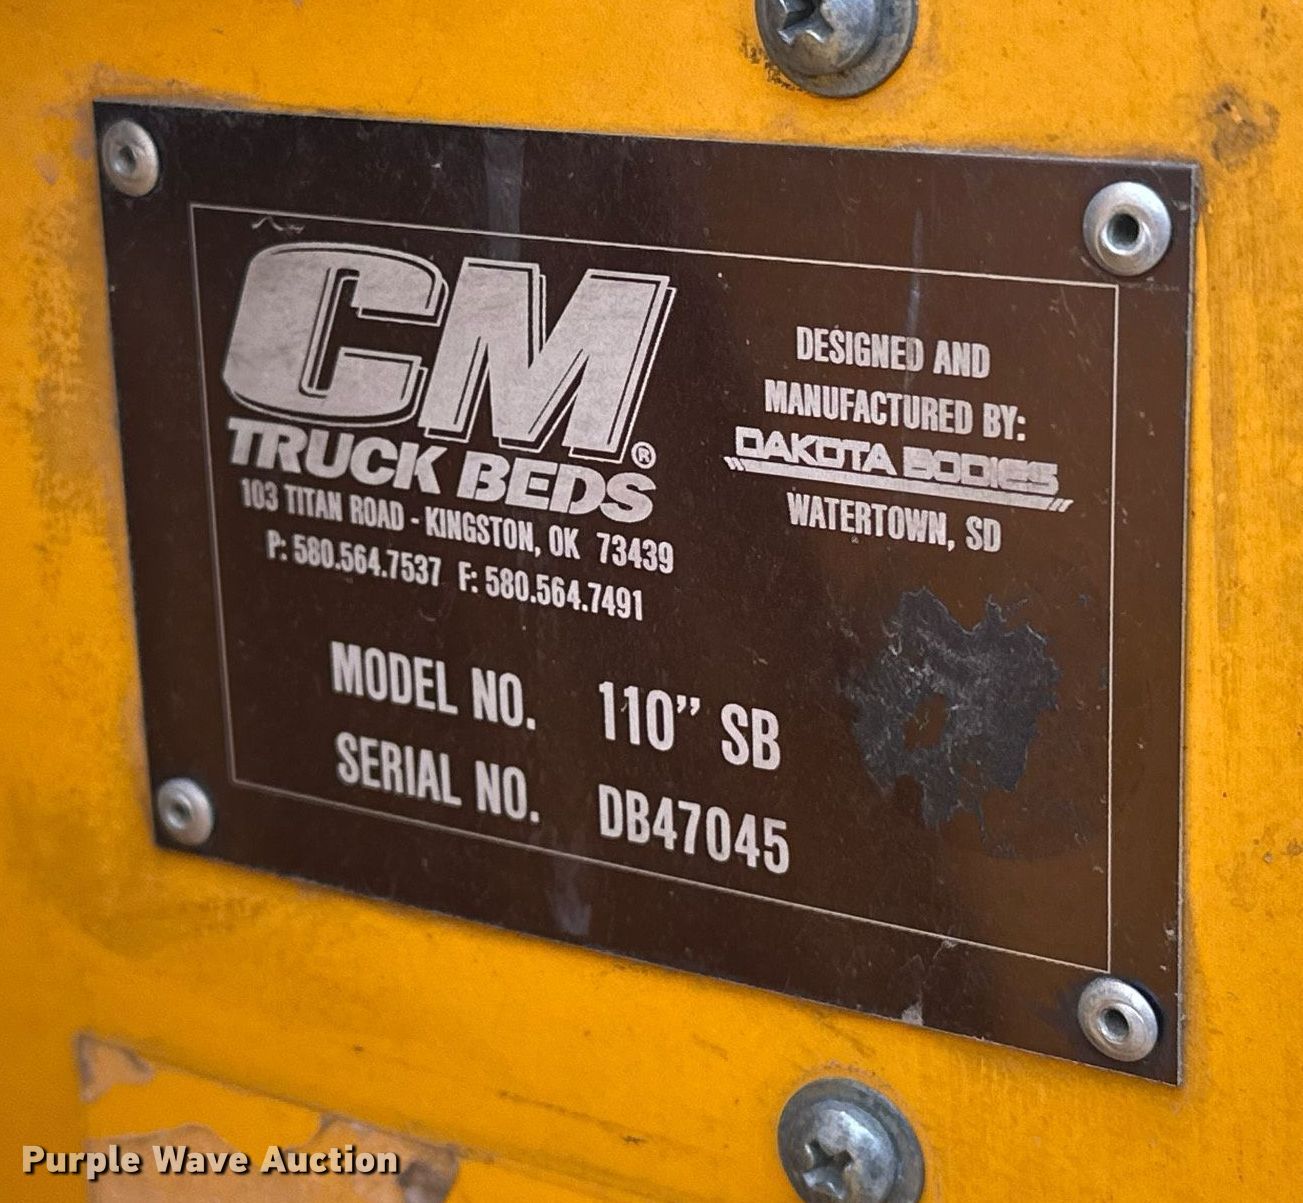 CM®
TRUCK BEDS
103 TITAN ROAD - KINGSTON, OK 73439
P: 580.564.7537 F: 580.564.7491
DESIGNED AND
MANUFACTURED BY:
DAKOTA BODIES
WATERTOWN, SD
MODEL NO. 110” SB
SERIAL NO. DB47045
Purple Wave Auction